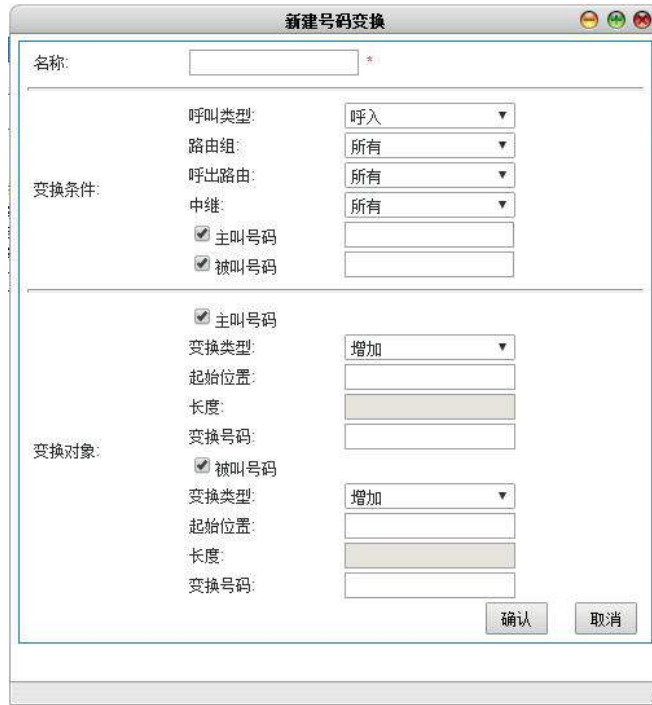 新建号码变换
名称: *
呼叫类型: 呼入
路由组: 所有
呼出路由: 所有
变换条件:
中继: 所有
主叫号码
被叫号码
主叫号码
变换类型: 增加
起始位置:
长度:
变换号码:
变换对象:
被叫号码
变换类型: 增加
起始位置:
长度:
变换号码:
确认 取消